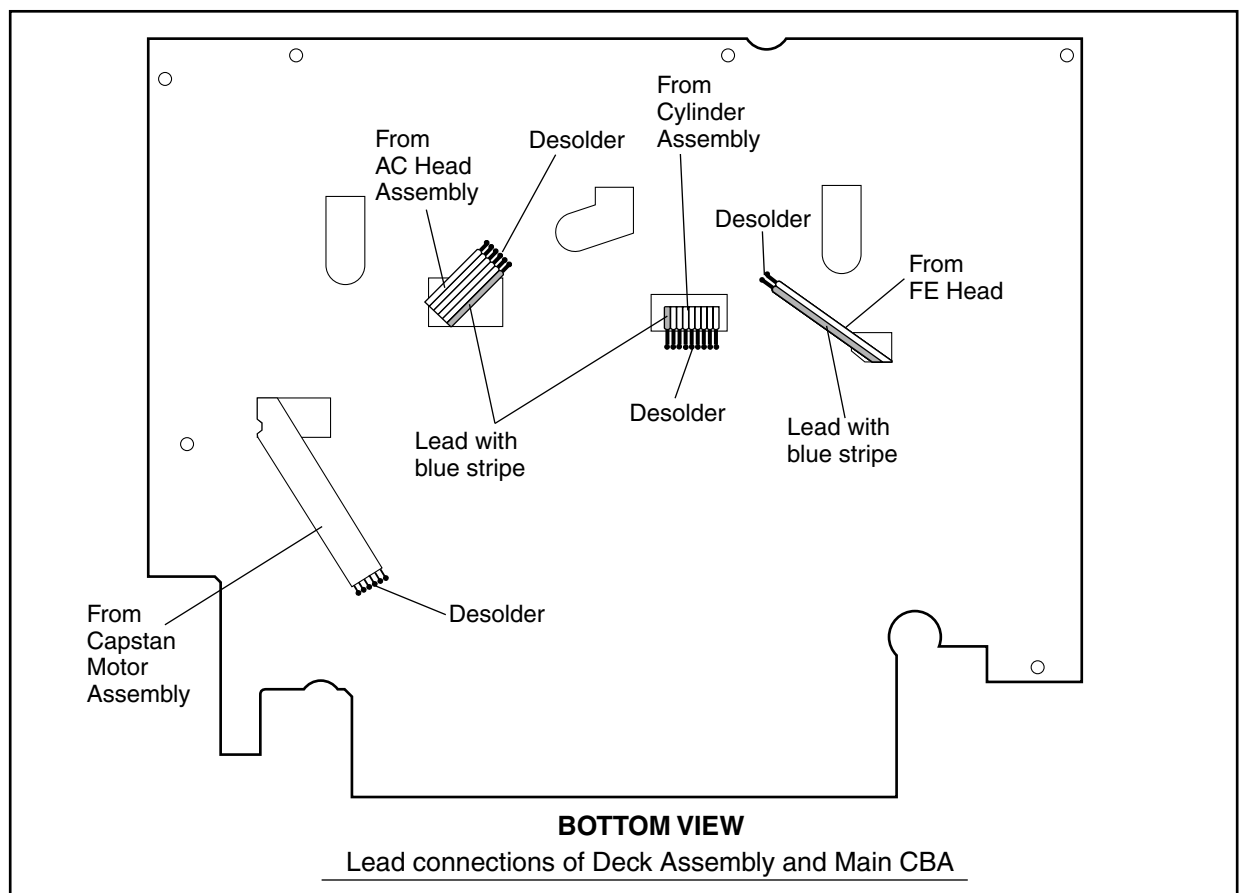 From
Cylinder
Assembly
From
AC Head
Assembly
Desolder
Desolder
From
FE Head
Desolder
Lead with
blue stripe
Lead with
blue stripe
From
Capstan
Motor
Assembly
Desolder
BOTTOM VIEW
Lead connections of Deck Assembly and Main CBA